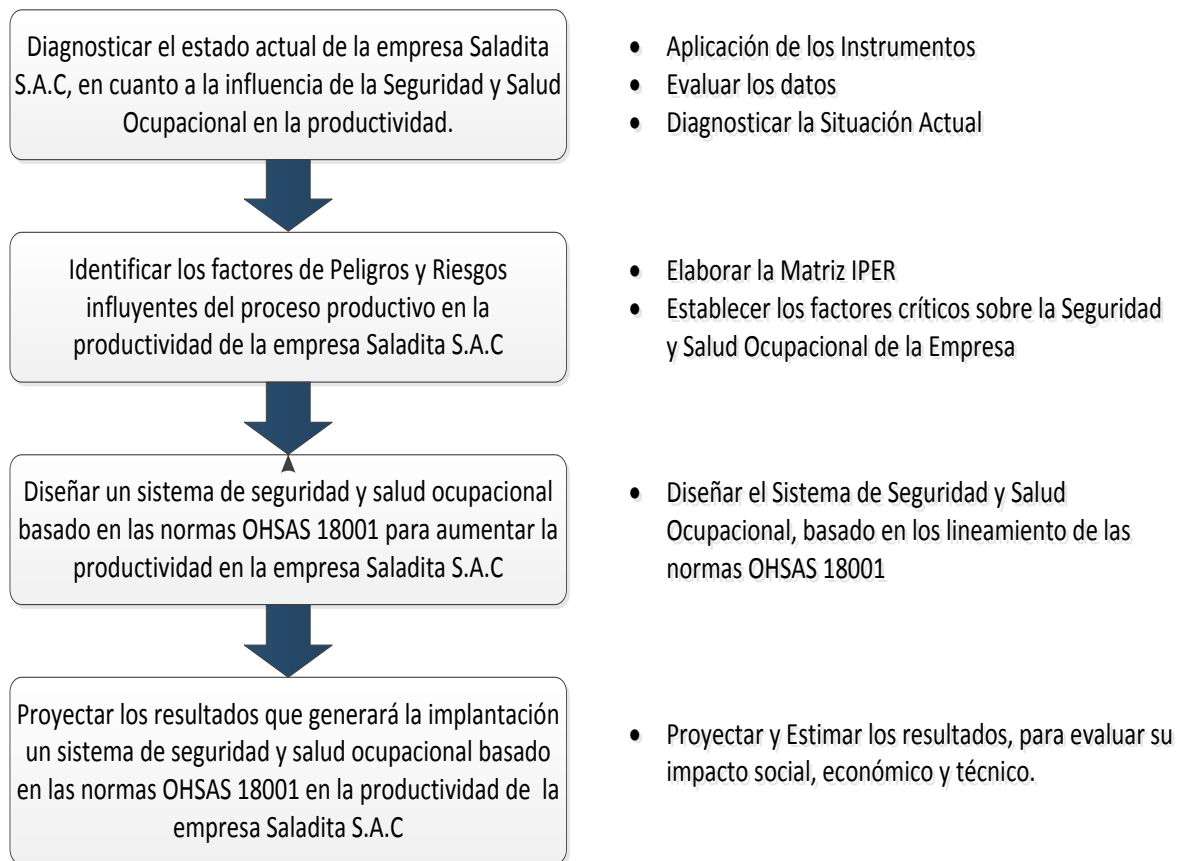 Diagnosticar el estado actual de la empresa Saladita
S.A.C, en cuanto a la influencia de la Seguridad y Salud
Ocupacional en la productividad.
• Aplicación de los Instrumentos
• Evaluar los datos
• Diagnosticar la Situación Actual
Identificar los factores de Peligros y Riesgos
influyentes del proceso productivo en la
productividad de la empresa Saladita S.A.C
• Elaborar la Matriz IPER
• Establecer los factores críticos sobre la Seguridad
y Salud Ocupacional de la Empresa
Diseñar un sistema de seguridad y salud ocupacional
basado en las normas OHSAS 18001 para aumentar la
productividad en la empresa Saladita S.A.C
• Diseñar el Sistema de Seguridad y Salud
Ocupacional, basado en los lineamiento de las
normas OHSAS 18001
Proyectar los resultados que generará la implantación
un sistema de seguridad y salud ocupacional basado
en las normas OHSAS 18001 en la productividad de la
empresa Saladita S.A.C
• Proyectar y Estimar los resultados, para evaluar su
impacto social, económico y técnico.